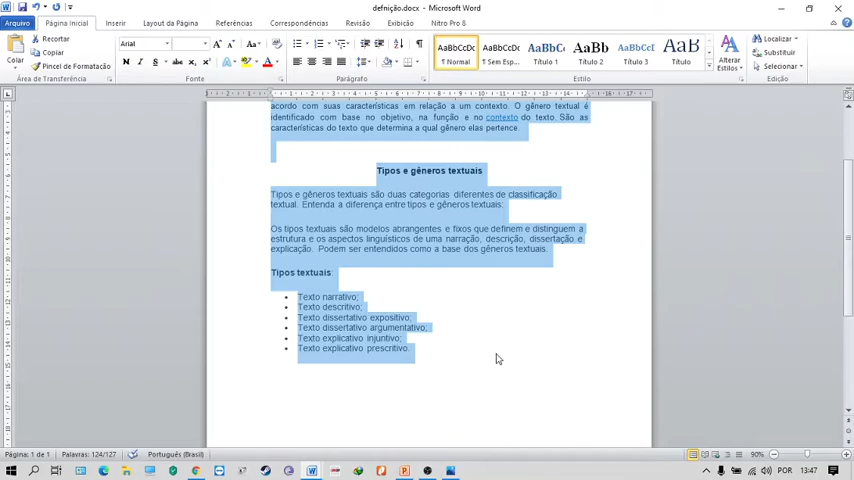 defnição.docx - Microsoft Word
Arquivo Página Inicial Inserir Layout da Página Referências Correspondências Revisão Exibição Nitro Pro 8
Recortar
Copiar
Pincel de Formatação
Colar
Área de Transferência
Arial
N I S
Fonte
Parágrafo
AaBbCcDc AaBbCcDc AaBbC AaBb AaBbCcI AaB
¶ Normal ¶ Sem Esp... Título 1 Título 2 Título 3 Título
Estilo
Alterar
Estilos
Localizar
Substituir
Selecionar
Edição
acordo com suas características em relação a um contexto. O gênero textual é
identificado com base no objetivo, na função e no contexto do texto. São as
características do texto que determina a qual gênero elas pertence.
Tipos e gêneros textuais
Tipos e gêneros textuais são duas categorias diferentes de classificação
textual. Entenda a diferença entre tipos e gêneros textuais:
Os tipos textuais são modelos abrangentes e fixos que definem e distinguem a
estrutura e os aspectos linguísticos de uma narração, descrição, dissertação e
explicação. Podem ser entendidos como a base dos gêneros textuais.
Tipos textuais:
• Texto narrativo;
• Texto descritivo;
• Texto dissertativo expositivo;
• Texto dissertativo argumentativo;
• Texto explicativo injuntivo;
• Texto explicativo prescritivo.
Página: 1 de 1 Palavras: 124/127 Português (Brasil) 90%
POR 13:47